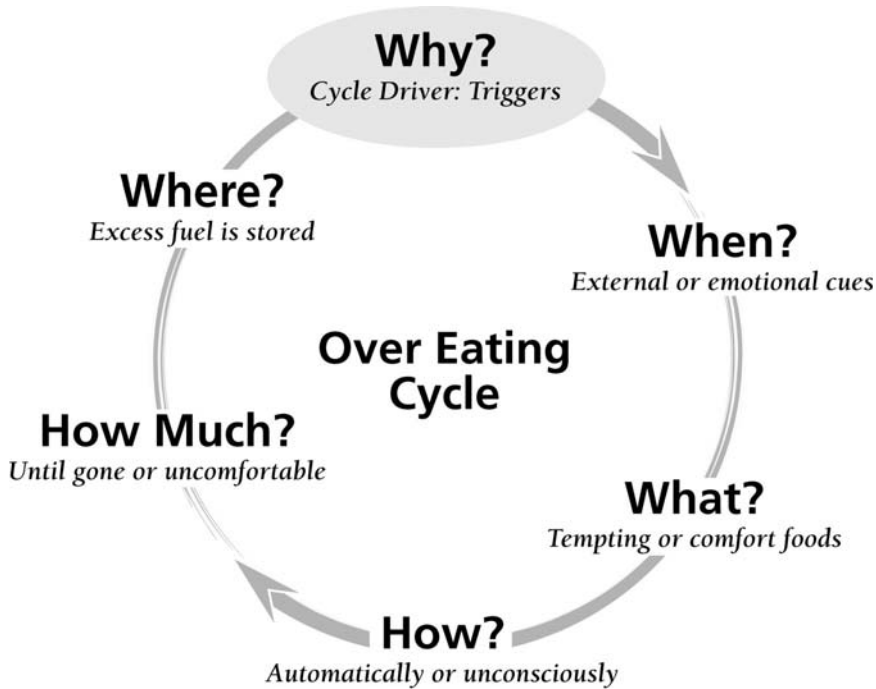 Why?
Cycle Driver: Triggers
Where?
Excess fuel is stored
When?
External or emotional cues
Over Eating
Cycle
How Much?
Until gone or uncomfortable
What?
Tempting or comfort foods
How?
Automatically or unconsciously